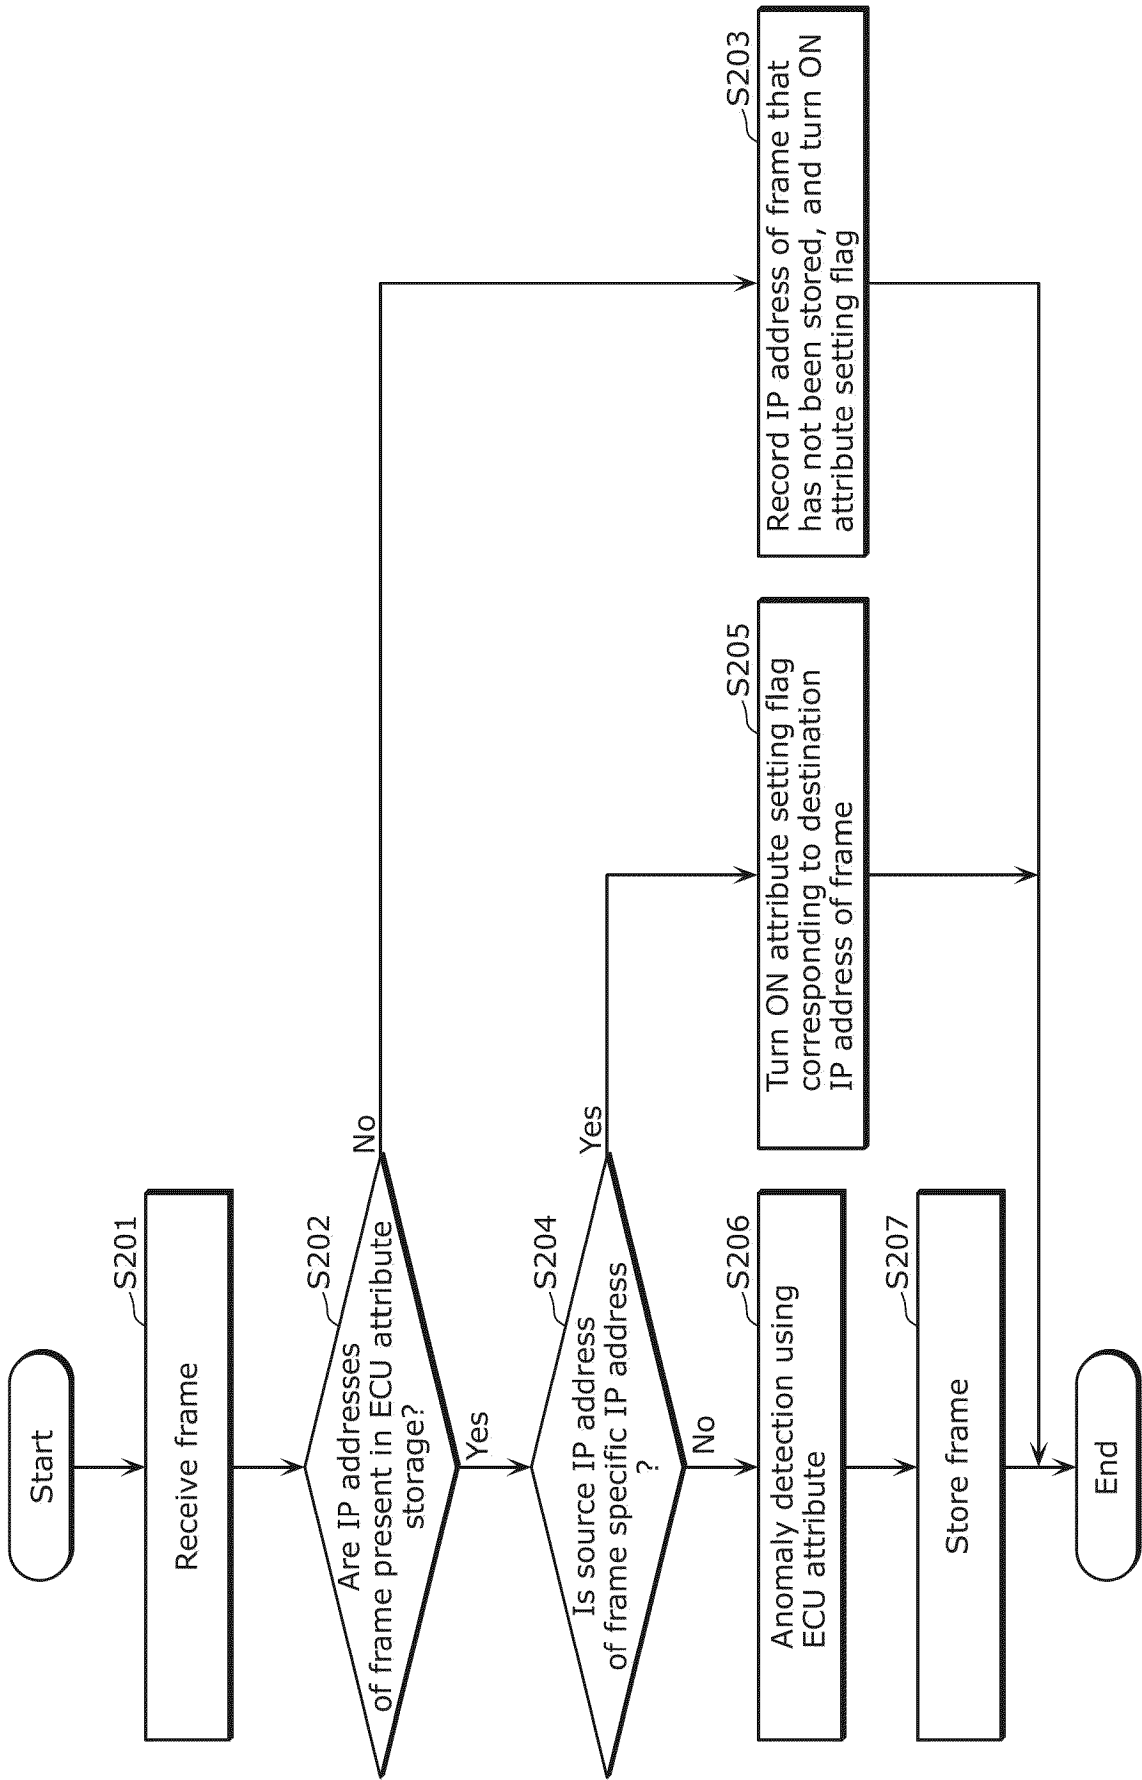 Start
S201
Receive frame
S202
Are IP addresses
of frame present in ECU attribute
storage?
No
Yes
S204
Is source IP address
of frame specific IP address
?
Yes
No
S206
Anomaly detection using
ECU attribute
S205
Turn ON attribute setting flag
corresponding to destination
IP address of frame
S203
Record IP address of frame that
has not been stored, and turn ON
attribute setting flag
S207
Store frame
End